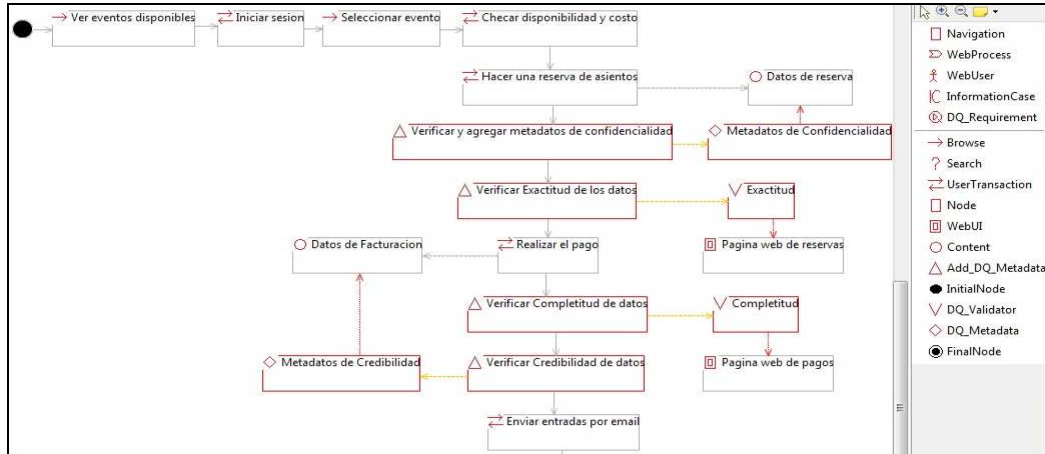 Ver eventos disponibles
Iniciar sesion
Seleccionar evento
Checar disponibilidad y costo
Hacer una reserva de asientos
Datos de reserva
Verificar y agregar metadatos de confidencialidad
Metadatos de Confidencialidad
Verificar Exactitud de los datos
Exactitud
Datos de Facturacion
Realizar el pago
Pagina web de reservas
Verificar Completitud de datos
Completitud
Metadatos de Credibilidad
Verificar Credibilidad de datos
Pagina web de pagos
Enviar entradas por email
Navigation
WebProcess
WebUser
InformationCase
DQ_Requirement
Browse
Search
UserTransaction
Node
WebUI
Content
Add_DQ_Metadata
InitialNode
DQ_Validator
DQ_Metadata
FinalNode